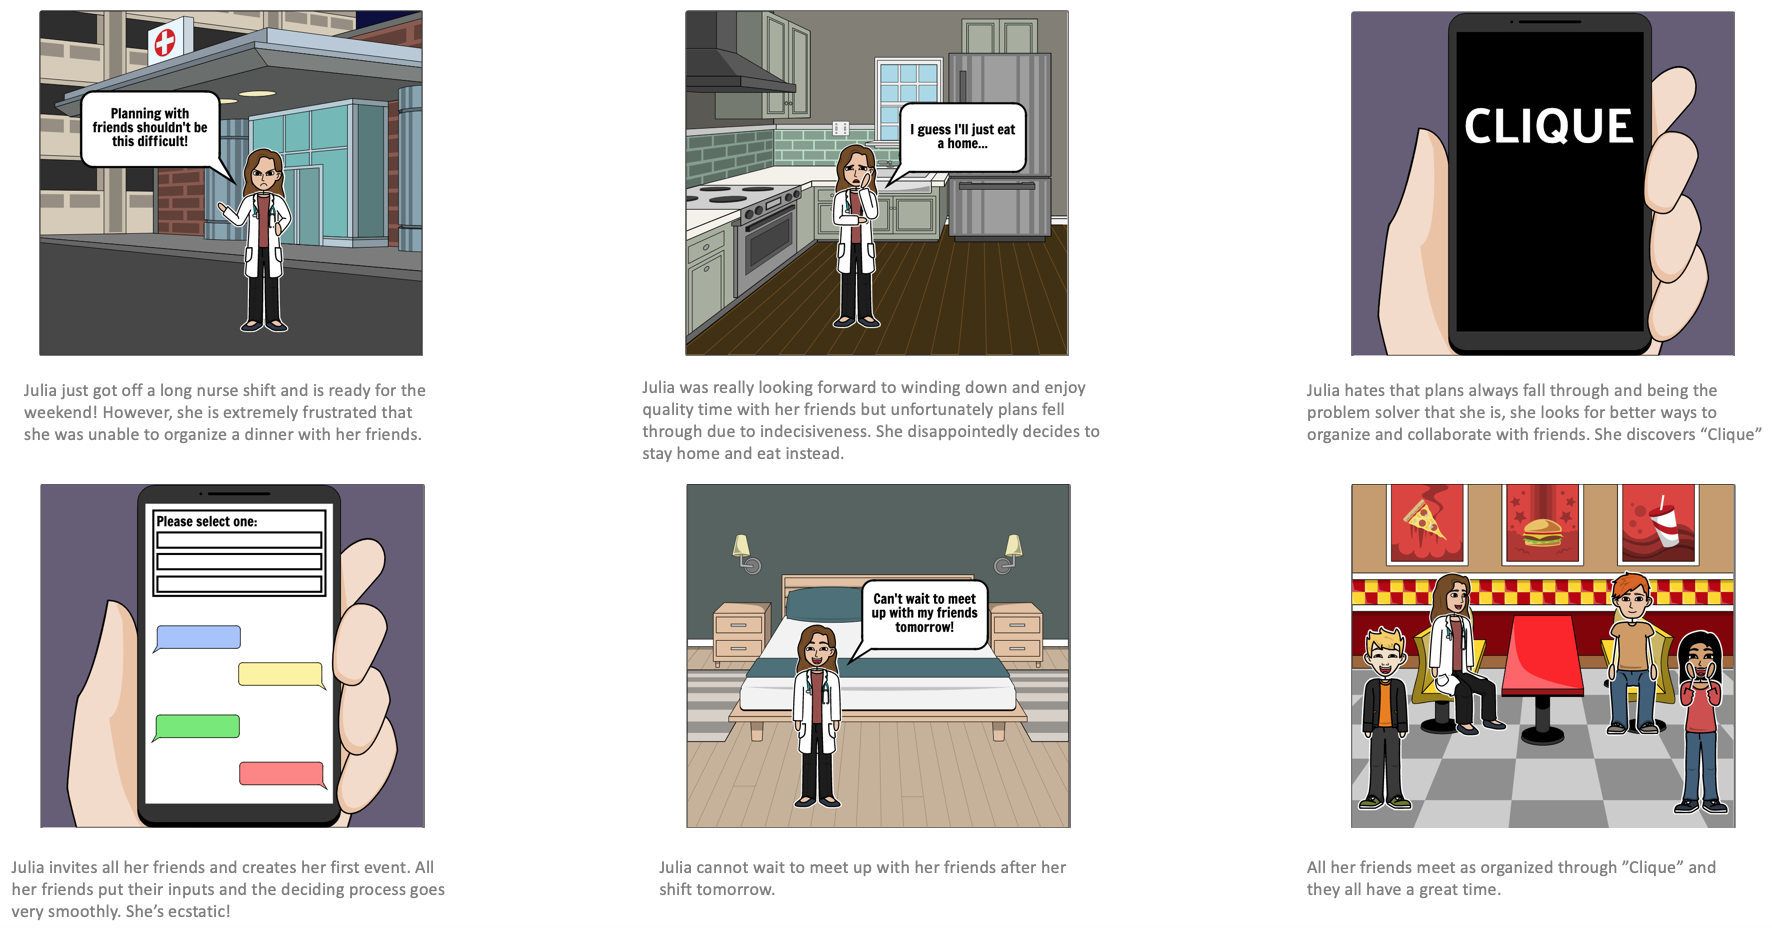 Planning with
friends shouldn't be
this difficult!
I guess I'll just eat
a home...
CLIQUE
Julia just got off a long nurse shift and is ready for the
weekend! However, she is extremely frustrated that
she was unable to organize a dinner with her friends.
Julia was really looking forward to winding down and enjoy
quality time with her friends but unfortunately plans fell
through due to indecisiveness. She disappointedly decides to
stay home and eat instead.
Julia hates that plans always fall through and being the
problem solver that she is, she looks for better ways to
organize and collaborate with friends. She discovers “Clique”
Please select one:
Can't wait to meet
up with my friends
tomorrow!
Julia invites all her friends and creates her first event. All
her friends put their inputs and the deciding process goes
very smoothly. She’s ecstatic!
Julia cannot wait to meet up with her friends after her
shift tomorrow.
All her friends meet as organized through ”Clique” and
they all have a great time.